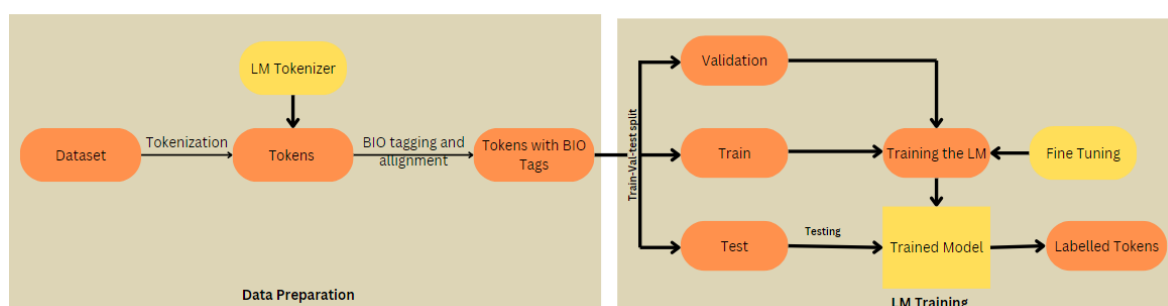 LM Tokenizer
Dataset
Tokenization
Tokens
BIO tagging and
allignment
Tokens with BIO
Tags
Data Preparation
Train-Val-test split
Validation
Train
Training the LM
Fine Tuning
Test
Testing
Trained Model
Labelled Tokens
LM Training